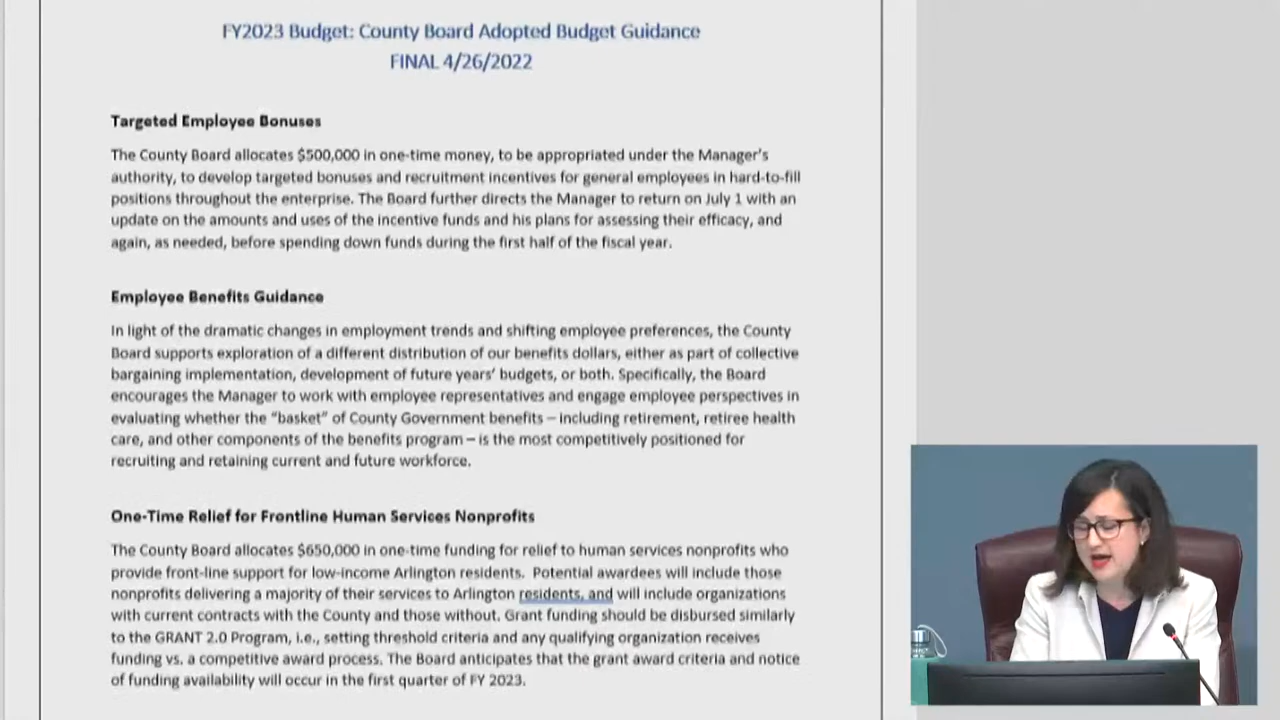 FY2023 Budget: County Board Adopted Budget Guidance
FINAL 4/26/2022
Targeted Employee Bonuses
The County Board allocates $500,000 in one-time money, to be appropriated under the Manager's
authority, to develop targeted bonuses and recruitment incentives for general employees in hard-to-fill
positions throughout the enterprise. The Board further directs the Manager to return on July 1 with an
update on the amounts and uses of the incentive funds and his plans for assessing their efficacy, and
again, as needed, before spending down funds during the first half of the fiscal year.
Employee Benefits Guidance
In light of the dramatic changes in employment trends and shifting employee preferences, the County
Board supports exploration of a different distribution of our benefits dollars, either as part of collective
bargaining implementation, development of future years' budgets, or both. Specifically, the Board
encourages the Manager to work with employee representatives and engage employee perspectives in
evaluating whether the "basket" of County Government benefits – including retirement, retiree health
care, and other components of the benefits program – is the most competitively positioned for
recruiting and retaining current and future workforce.
One-Time Relief for Frontline Human Services Nonprofits
The County Board allocates $650,000 in one-time funding for relief to human services nonprofits who
provide front-line support for low-income Arlington residents.  Potential awardees will include those
nonprofits delivering a majority of their services to Arlington residents, and will include organizations
with current contracts with the County and those without. Grant funding should be disbursed similarly
to the GRANT 2.0 Program, i.e., setting threshold criteria and any qualifying organization receives
funding vs. a competitive award process. The Board anticipates that the grant award criteria and notice
of funding availability will occur in the first quarter of FY 2023.